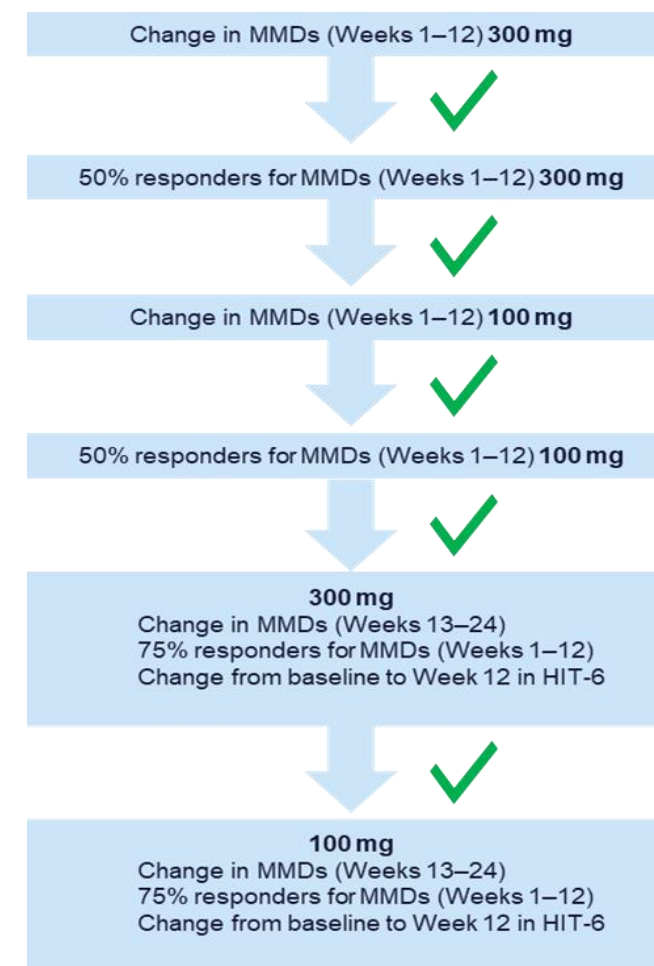 Change in MMDs (Weeks 1–12) 300 mg
50% responders for MMDs (Weeks 1–12) 300 mg
Change in MMDs (Weeks 1–12) 100 mg
50% responders for MMDs (Weeks 1–12) 100 mg
300 mg
Change in MMDs (Weeks 13–24)
75% responders for MMDs (Weeks 1–12)
Change from baseline to Week 12 in HIT-6
100 mg
Change in MMDs (Weeks 13–24)
75% responders for MMDs (Weeks 1–12)
Change from baseline to Week 12 in HIT-6